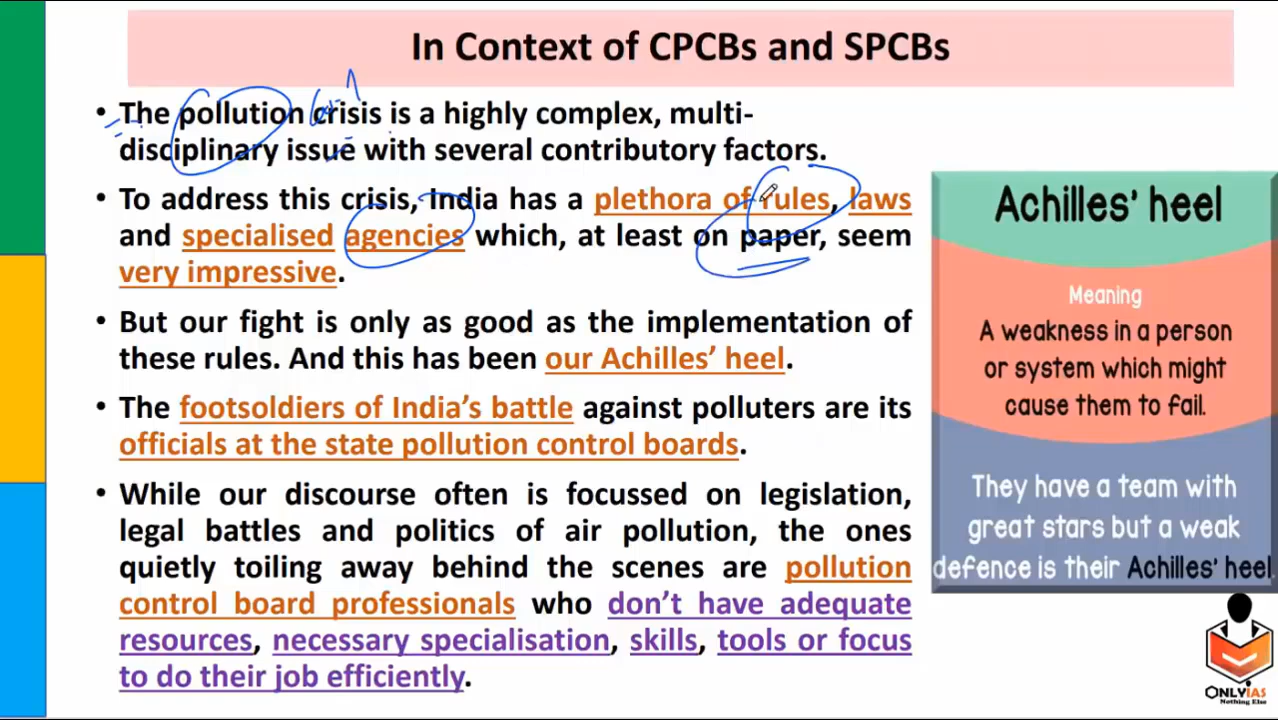 In Context of CPCBs and SPCBs
• The pollution crisis is a highly complex, multi-
disciplinary issue with several contributory factors.
• To address this crisis, India has a plethora of rules, laws
and specialised agencies which, at least on paper, seem
very impressive.
• But our fight is only as good as the implementation of
these rules. And this has been our Achilles’ heel.
• The footsoldiers of India’s battle against polluters are its
officials at the state pollution control boards.
• While our discourse often is focussed on legislation,
legal battles and politics of air pollution, the ones
quietly toiling away behind the scenes are pollution
control board professionals who don’t have adequate
resources, necessary specialisation, skills, tools or focus
to do their job efficiently.
Achilles’ heel
Meaning
A weakness in a person
or system which might
cause them to fail.
They have a team with
great stars but a weak
defence is their Achilles’ heel
ONLYIAS
Nothing Else